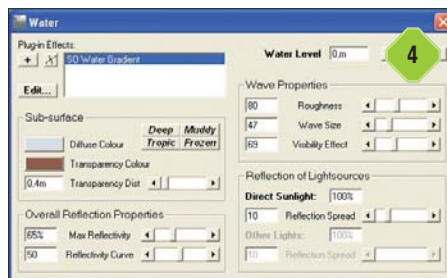 Water
Plug-in Effects:
+ X SO Water Gradient
Edit...
Water Level 0.m
4
Wave Properties
80 Roughness
47 Wave Size
69 Visibility Effect
Sub-surface
Deep Muddy
Tropic Frozen
Diffuse Colour
Transparency Colour
0.4m Transparency Dist
Reflection of Lightsources
Direct Sunlight: 100%
10 Reflection Spread
Other Lights: 100%
10 Reflection Spread
Overall Reflection Properties
65% Max Reflectivity
50 Reflectivity Curve